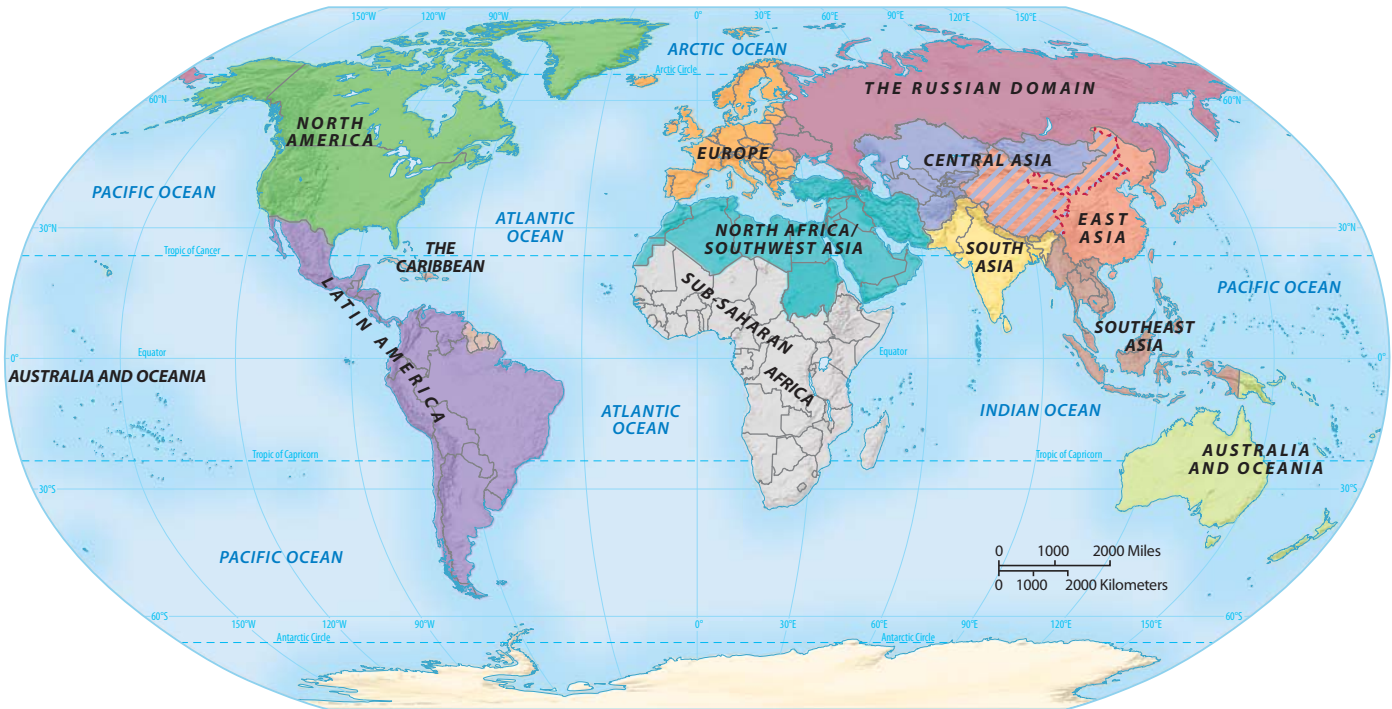 150°W
120°W
90°W
0°
30°E
60°E
90°E
120°E
150°E
ARCTIC OCEAN
Arctic Circle
THE RUSSIAN DOMAIN
60°N
60°N
NORTH
AMERICA
EUROPE
CENTRAL ASIA
PACIFIC OCEAN
ATLANTIC
OCEAN
NORTH AFRICA/
SOUTHWEST ASIA
EAST
ASIA
30°N
30°N
SOUTH
ASIA
Tropic of Cancer
THE
CARIBBEAN
PACIFIC OCEAN
LATIN AMERICA
SUB-SAHARAN
AFRICA
SOUTHEAST
ASIA
Equator
Equator
0°
0°
AUSTRALIA AND OCEANIA
ATLANTIC
OCEAN
INDIAN OCEAN
Tropic of Capricorn
Tropic of Capricorn
AUSTRALIA
AND OCEANIA
30°S
30°S
PACIFIC OCEAN
0 1000 2000 Miles
0 1000 2000 Kilometers
60°S
60°S
150°W
120°W
90°W
0°
30°E
60°E
90°E
120°E
150°E
Antarctic Circle
Antarctic Circle